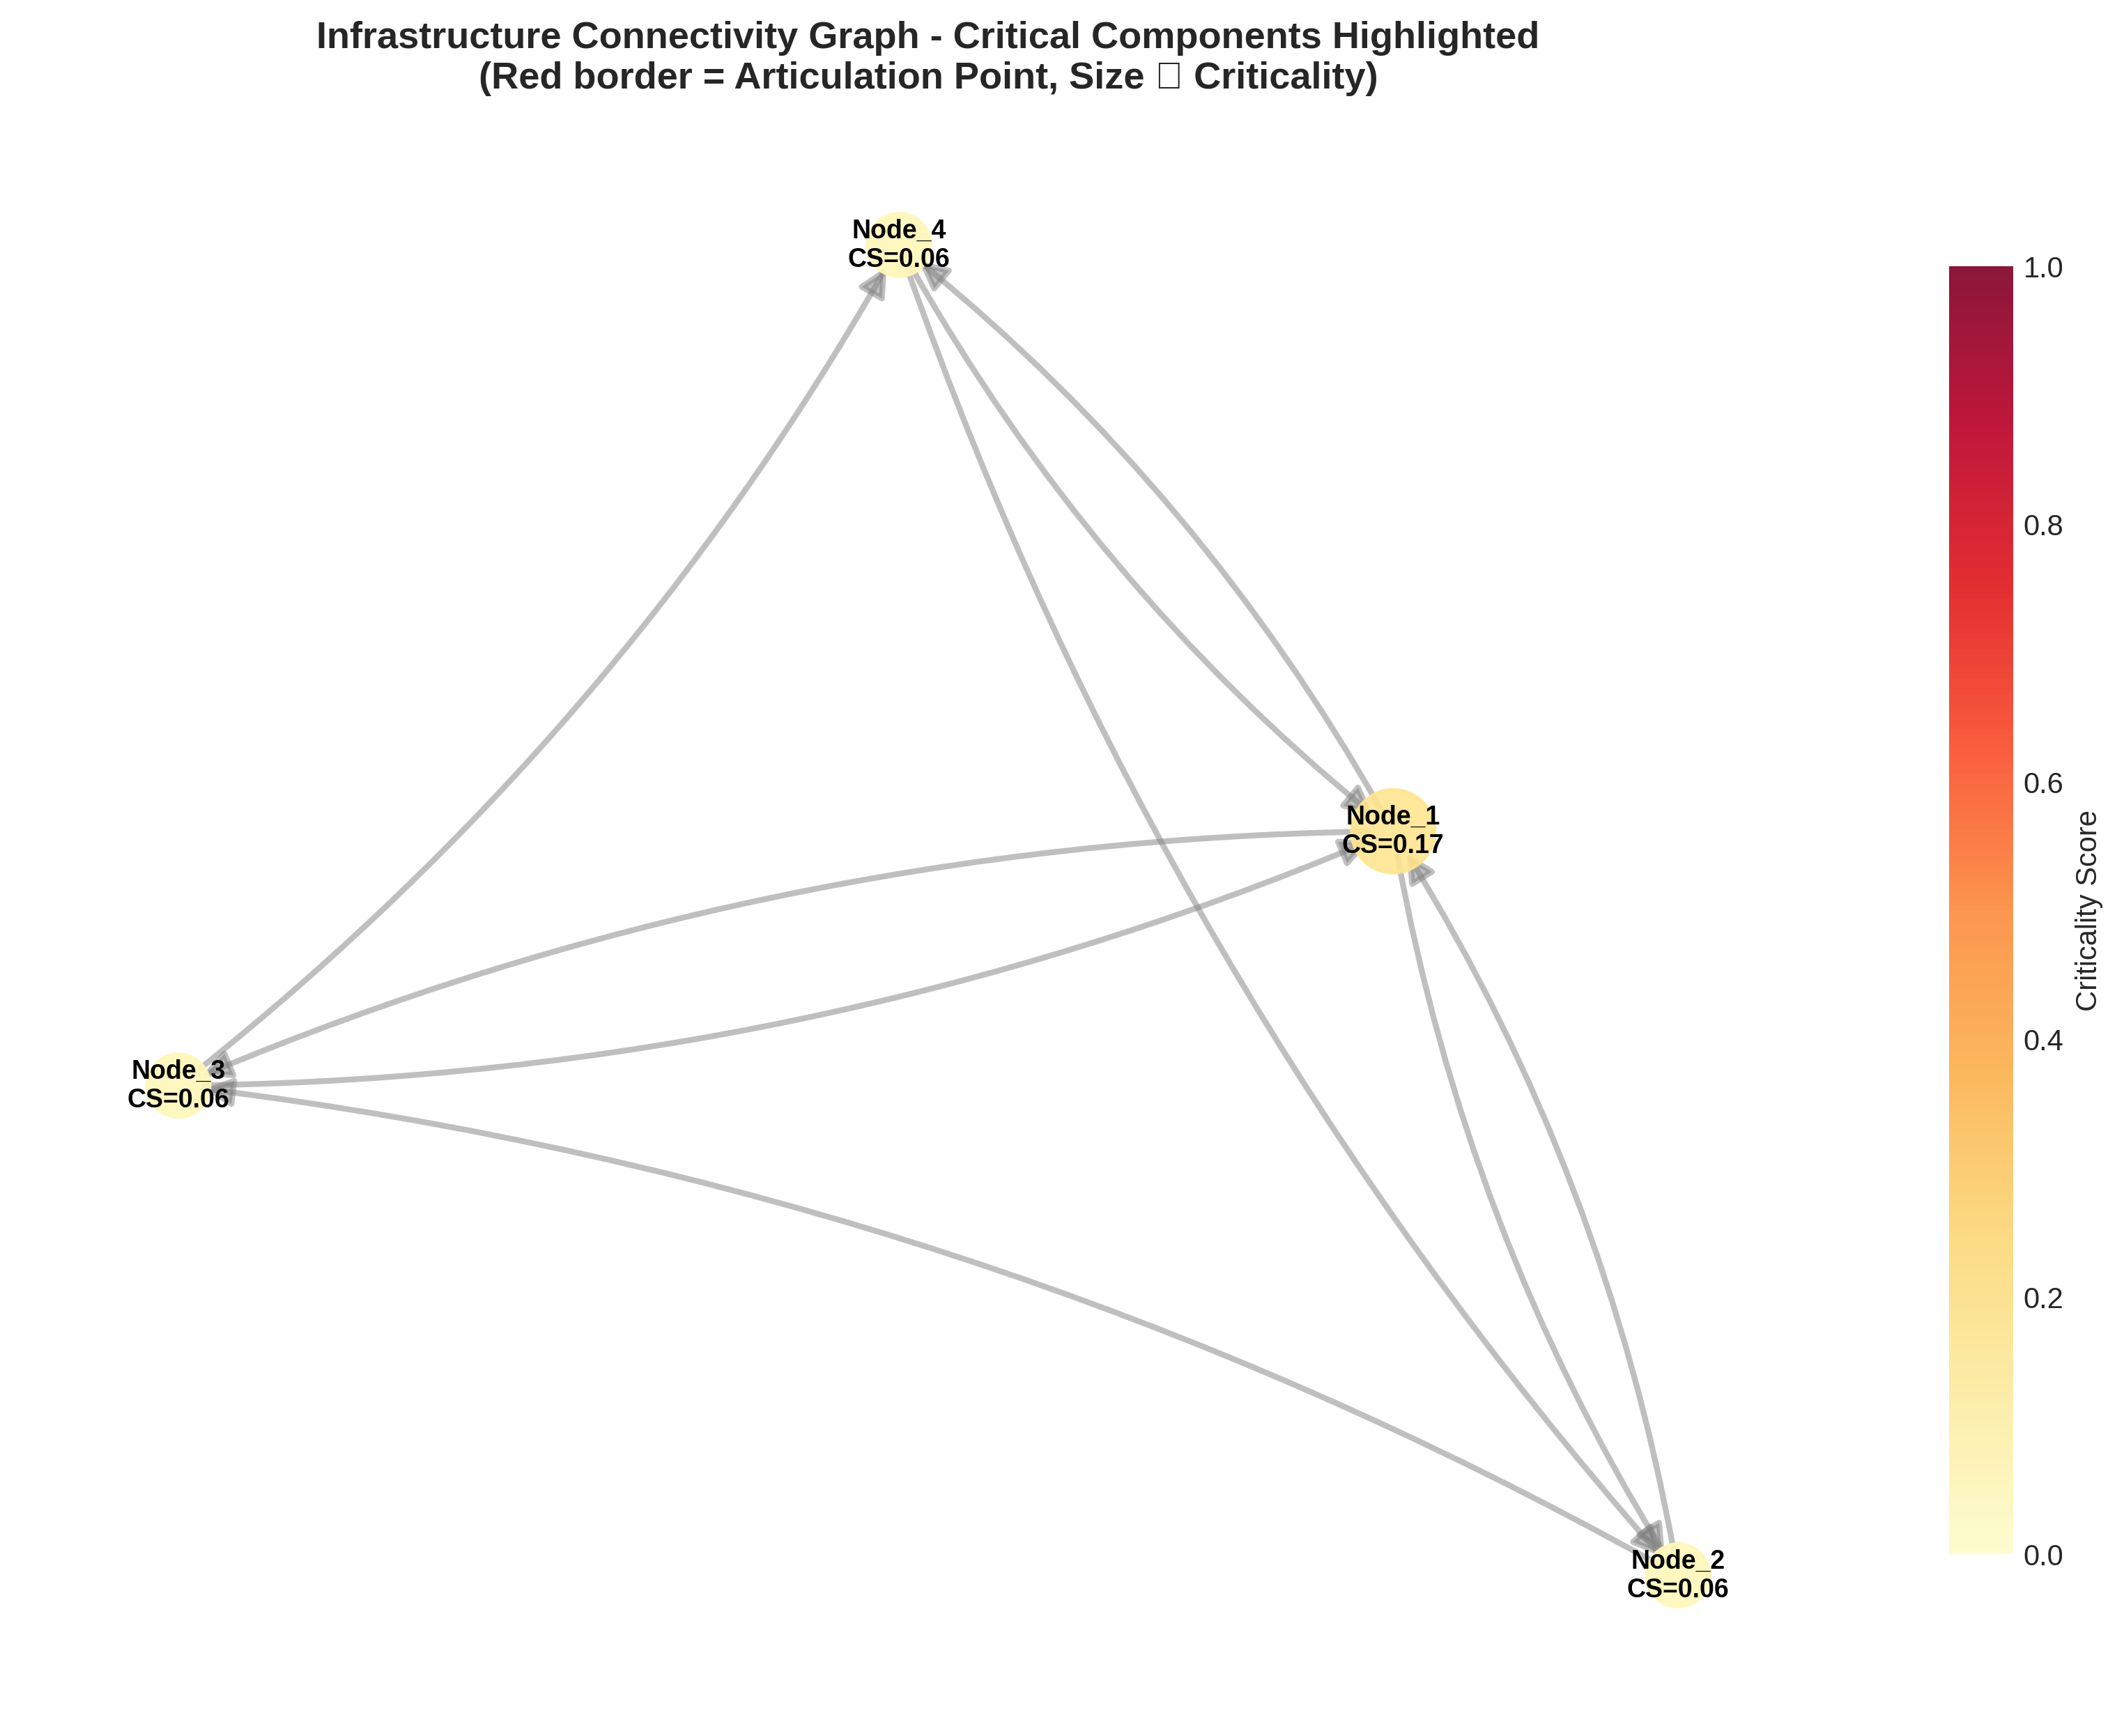 Infrastructure Connectivity Graph - Critical Components Highlighted
(Red border = Articulation Point, Size □ Criticality)
Node_4
CS=0.06
Node_1
CS=0.17
Node_3
CS=0.06
Node_2
CS=0.06
1.0
0.8
0.6
0.4
0.2
0.0
Criticality Score